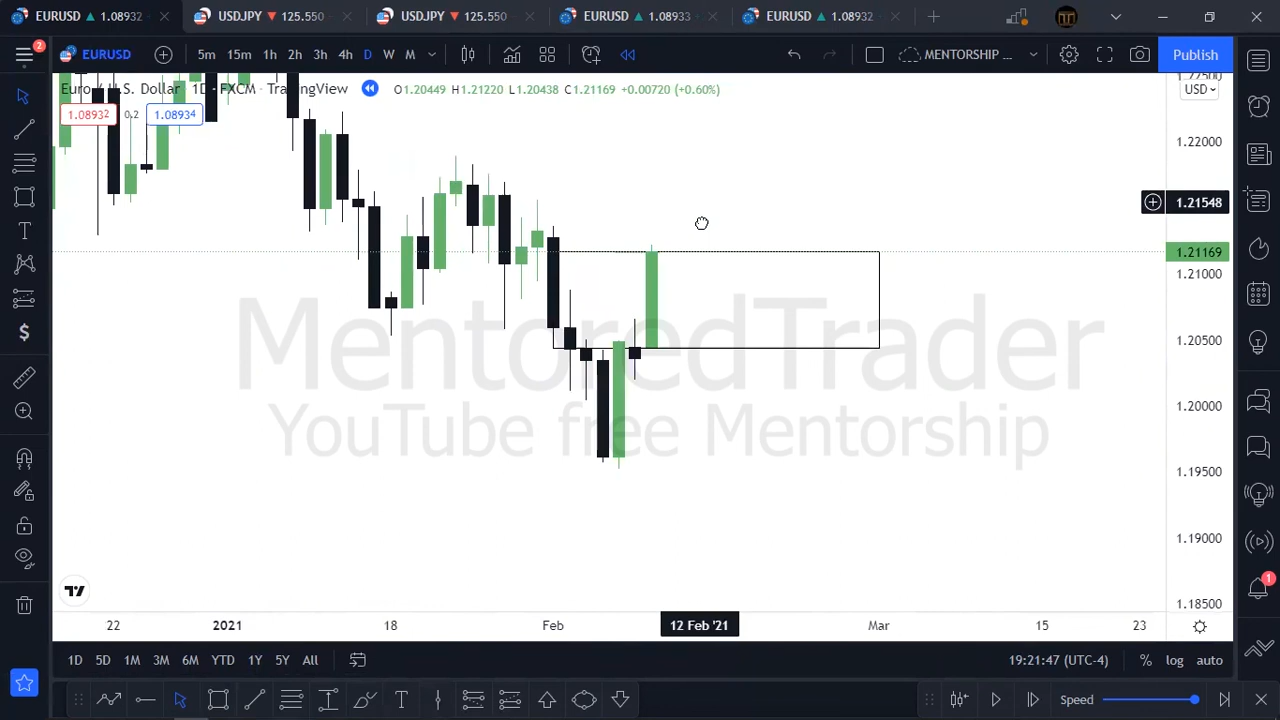 EURUSD ▲ 1.08932
USDJPY ▼ 125.550
USDJPY ▼ 125.550
EURUSD ▲ 1.08933
EURUSD ▲ 1.08932
2
EURUSD 5m 15m 1h 2h 3h 4h D W M
MENTORSHIP ...
Publish
Euro / U.S. Dollar · 1D · FXCM · TradingView O1.20449 H1.21220 L1.20438 C1.21169 +0.00720 (+0.60%)
1.08932 0.2 1.08934
1.22500
USD
1.22000
1.21548
1.21169
1.21000
1.20500
1.20000
1.19500
1.19000
1.18500
MentoredTrader
YouTube free Mentorship
1
22 2021 18 Feb 12 Feb '21 Mar 15 23
1D 5D 1M 3M 6M YTD 1Y 5Y All
19:21:47 (UTC-4) % log auto
Speed